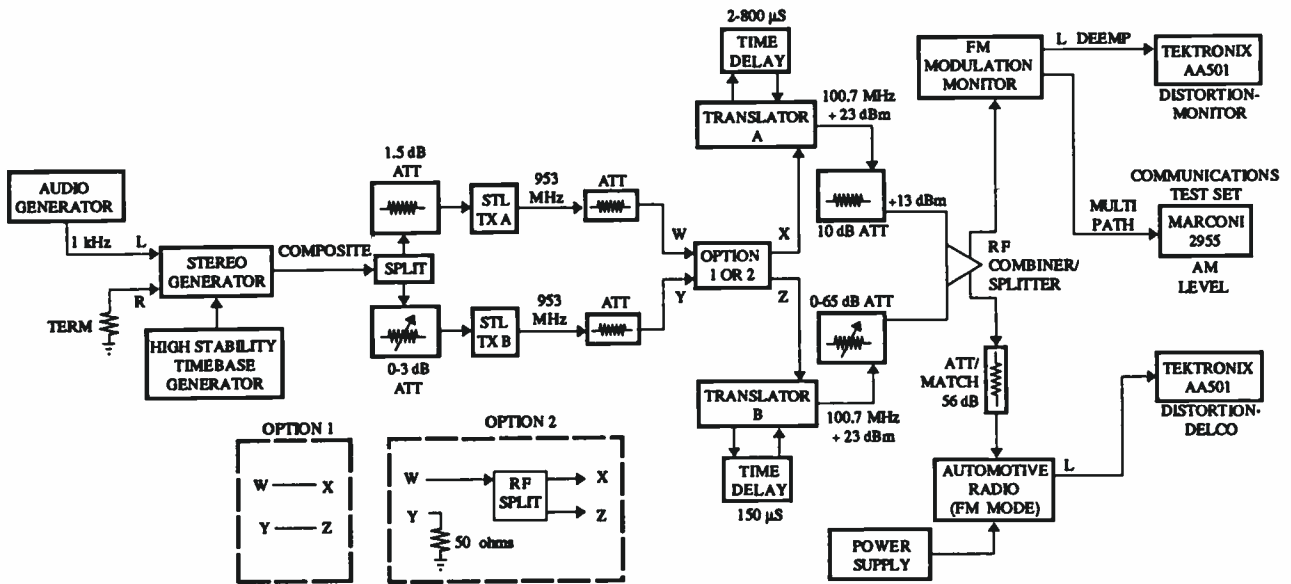 AUDIO
GENERATOR
1 kHz
L
STEREO
GENERATOR
R
TERM
HIGH STABILITY
TIMEBASE
GENERATOR
COMPOSITE
1.5 dB
ATT
SPLIT
0-3 dB
ATT
STL
TX A
953
MHz
ATT
STL
TX B
953
MHz
ATT
W
Y
OPTION
1 OR 2
X
Z
2-800 µS
TIME
DELAY
TRANSLATOR
A
100.7 MHz
+ 23 dBm
10 dB ATT
+13 dBm
0-65 dB ATT
TRANSLATOR
B
100.7 MHz
+ 23 dBm
TIME
DELAY
150 µS
RF
COMBINER/
SPLITTER
FM
MODULATION
MONITOR
L DEEMP
TEKTRONIX
AA501
DISTORTION-
MONITOR
MULTI
PATH
COMMUNICATIONS
TEST SET
MARCONI
2955
AM
LEVEL
ATT/
MATCH
56 dB
AUTOMOTIVE
RADIO
(FM MODE)
L
TEKTRONIX
AA501
DISTORTION-
DELCO
POWER
SUPPLY
OPTION 1
W X
Y Z
OPTION 2
W
RF
SPLIT
X
Y
Z
50 ohms